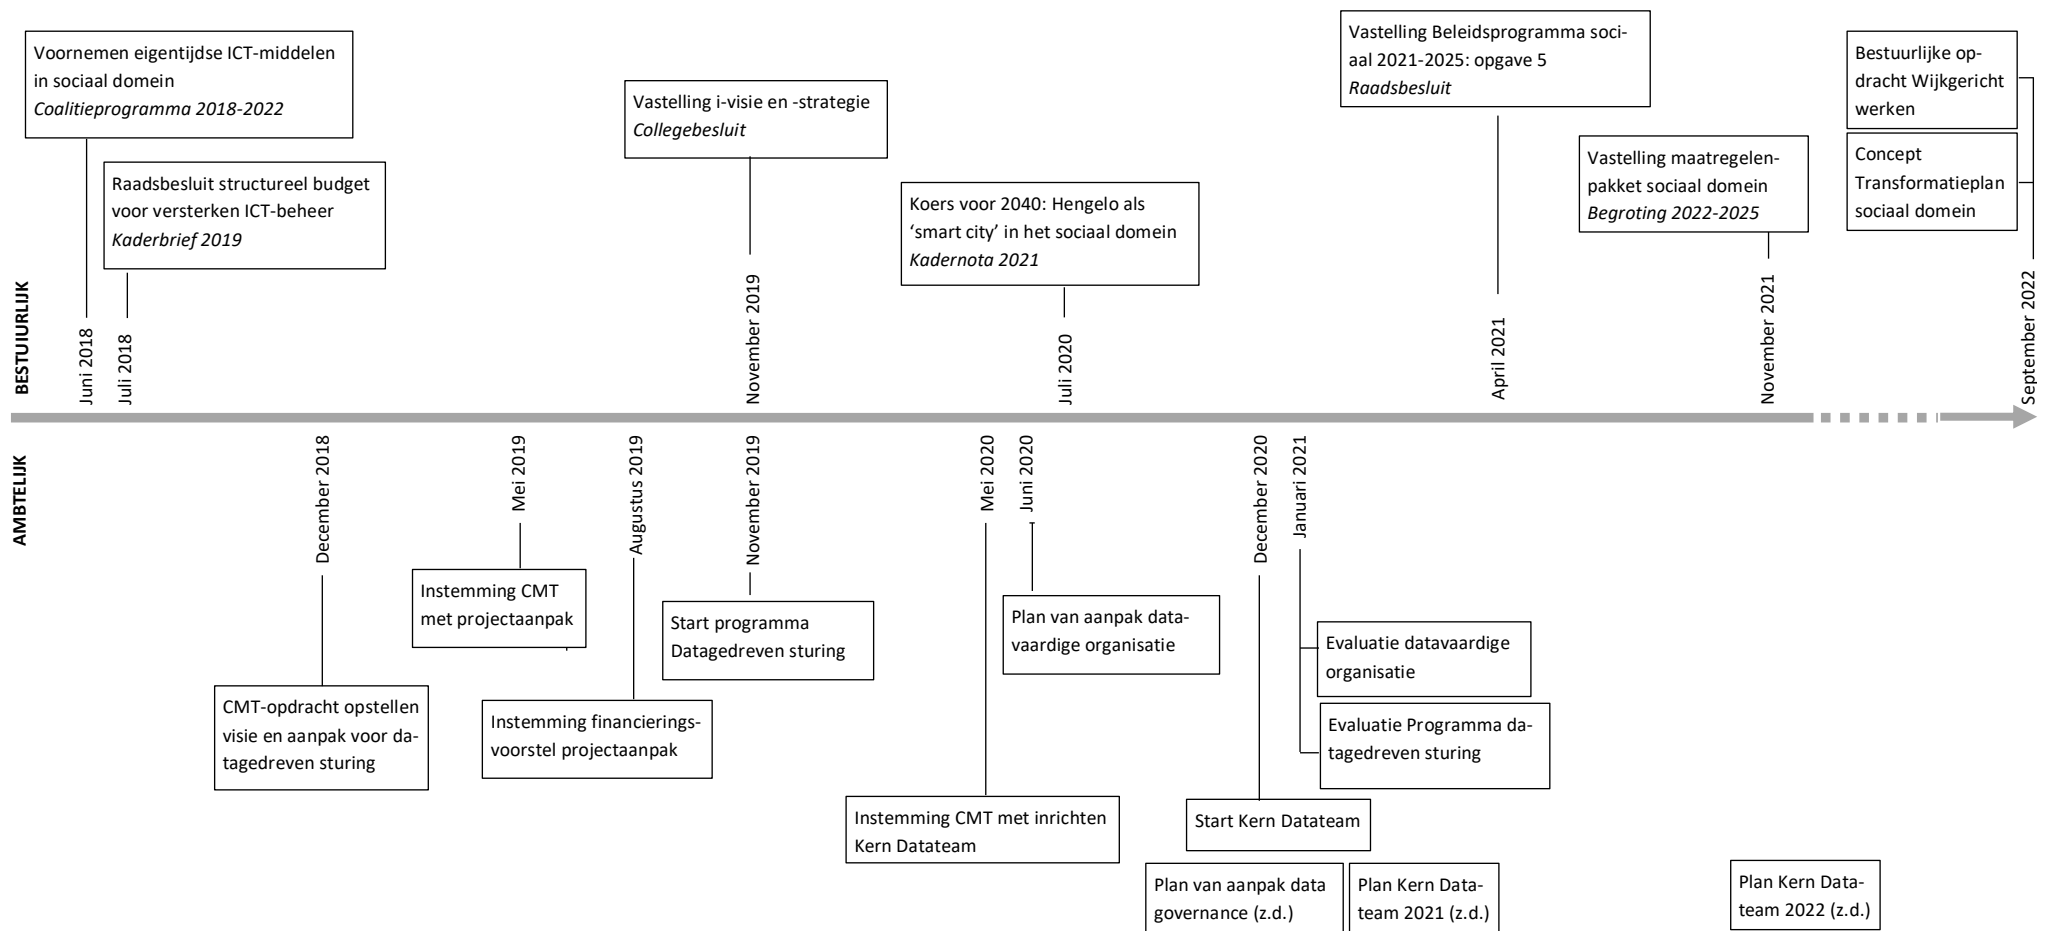 Voornemen eigentijdse ICT-middelen
in sociaal domein
Coalitieprogramma 2018-2022
Raadsbesluit structureel budget
voor versterken ICT-beheer
Kaderbrief 2019
Vastelling i-visie en -strategie
Collegebesluit
Koers voor 2040: Hengelo als
‘smart city’ in het sociaal domein
Kadernota 2021
Vastelling Beleidsprogramma soci-
aal 2021-2025: opgave 5
Raadsbesluit
Vastelling maatregelen-
pakket sociaal domein
Begroting 2022-2025
Bestuurlijke op-
dracht Wijkgericht
werken
Concept
Transformatieplan
sociaal domein
BESTUIURLIJK
Juni 2018
Juli 2018
November 2019
Juli 2020
April 2021
November 2021
September 2022
AMBTELIJK
December 2018
Mei 2019
Augustus 2019
November 2019
Mei 2020
Juni 2020
December 2020
Januari 2021
CMT-opdracht opstellen
visie en aanpak voor da-
tagedreven sturing
Instemming CMT
met projectaanpak
Instemming financierings-
voorstel projectaanpak
Start programma
Datagedreven sturing
Instemming CMT met inrichten
Kern Datateam
Plan van aanpak data-
vaardige organisatie
Start Kern Datateam
Evaluatie datavaardige
organisatie
Evaluatie Programma da-
tagedreven sturing
Plan van aanpak data
governance (z.d.)
Plan Kern Data-
team 2021 (z.d.)
Plan Kern Data-
team 2022 (z.d.)